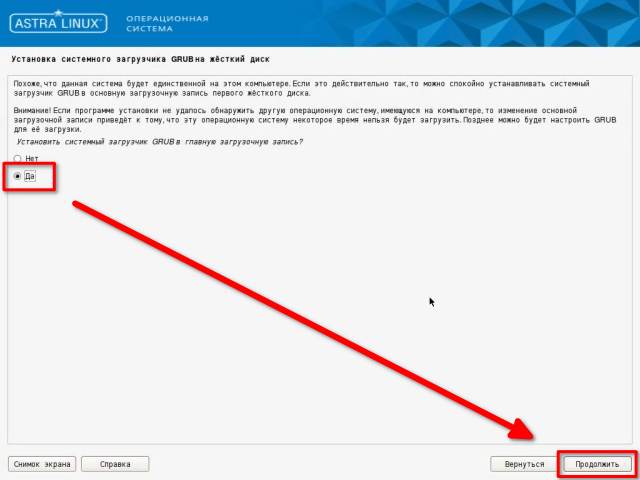 ASTRA LINUX®
ОПЕРАЦИОННАЯ
СИСТЕМА
Установка системного загрузчика GRUB на жёсткий диск
Похоже, что данная система будет единственной на этом компьютере. Если это действительно так, то можно спокойно устанавливать системный
загрузчик GRUB в основную загрузочную запись первого жёсткого диска.
Внимание! Если программе установки не удалось обнаружить другую операционную систему, имеющуюся на компьютере, то изменение основной
загрузочной записи приведёт к тому, что эту операционную систему некоторое время нельзя будет загрузить. Позднее можно будет настроить GRUB
для её загрузки.
Установить системный загрузчик GRUB в главную загрузочную запись?
Нет
Да
Снимок экрана
Справка
Вернуться
Продолжить